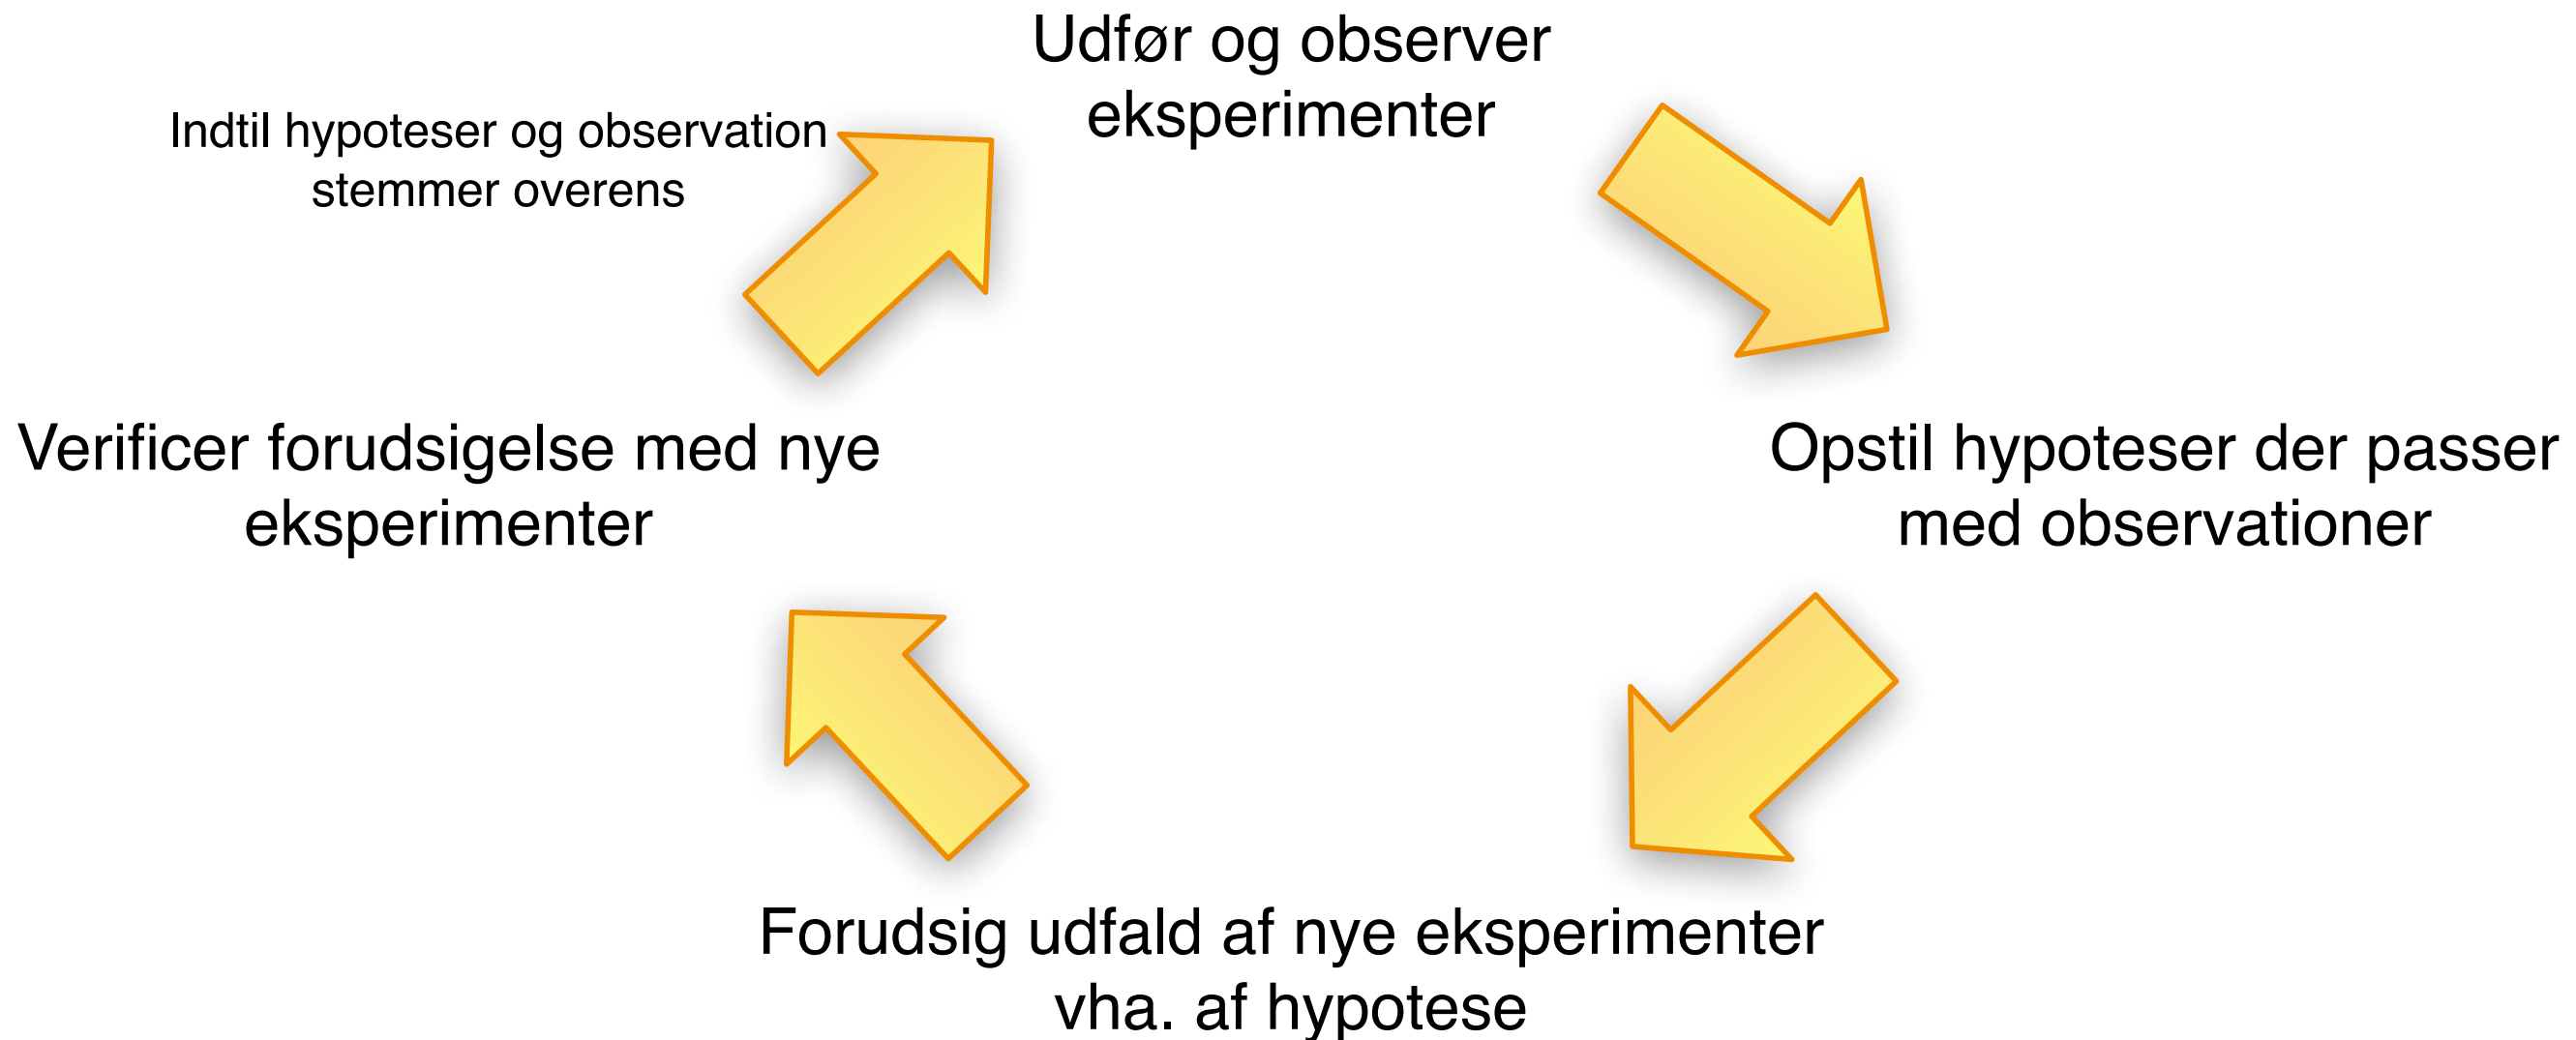 Udfør og observer
eksperimenter
Indtil hypoteser og observation
stemmer overens
Verificer forudsigelse med nye
eksperimenter
Opstil hypoteser der passer
med observationer
Forudsig udfald af nye eksperimenter
vha. af hypotese